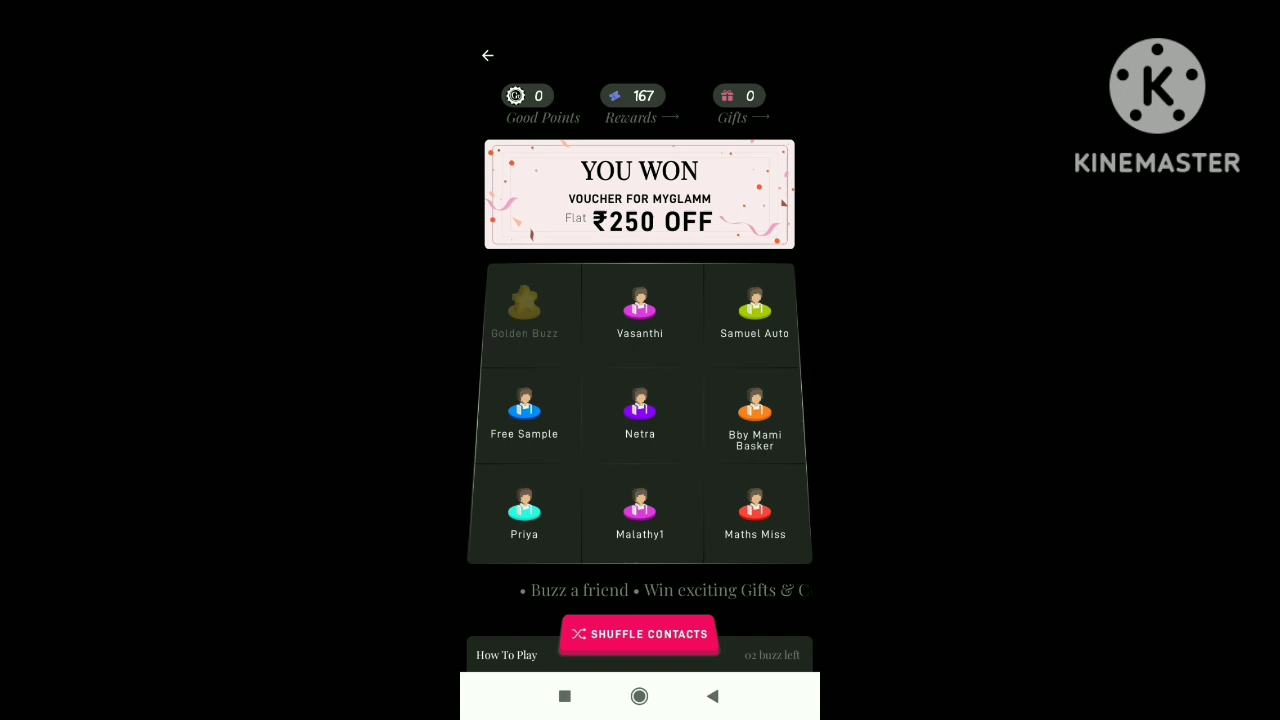 KINEMASTER
0
167
0
Good Points
Rewards →
Gifts →
YOU WON
VOUCHER FOR MYGLAMM
Flat ₹250 OFF
Golden Buzz
Vasanthi
Samuel Auto
Free Sample
Netra
Bby Mami
Basker
Priya
Malathy1
Maths Miss
• Buzz a friend • Win exciting Gifts & C
SHUFFLE CONTACTS
How To Play
02 buzz left